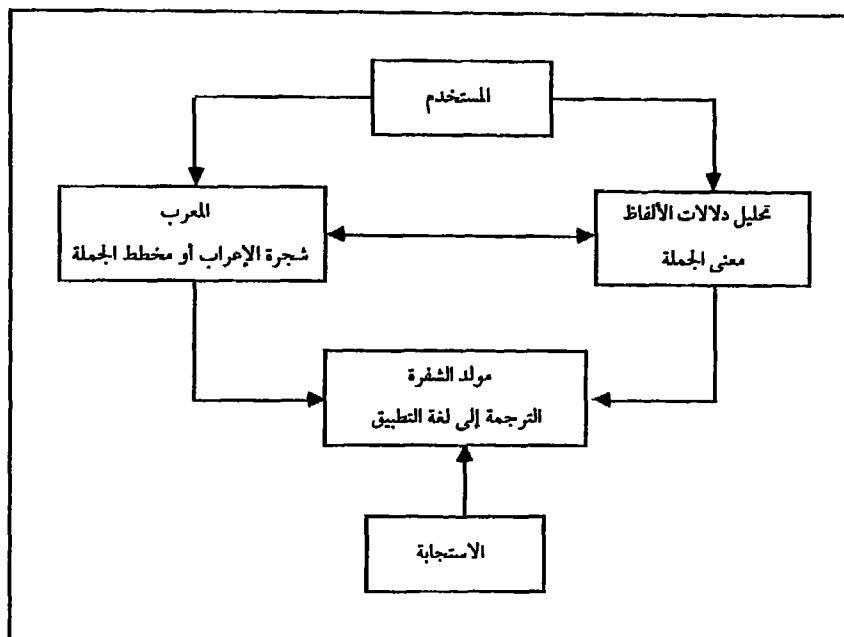 المستخدم
تحليل دلالات الألفاظ
معنى الجملة
المعرب
شجرة الإعراب أو مخطط الجملة
مولد الشفرة
الترجمة إلى لغة التطبيق
الاستجابة